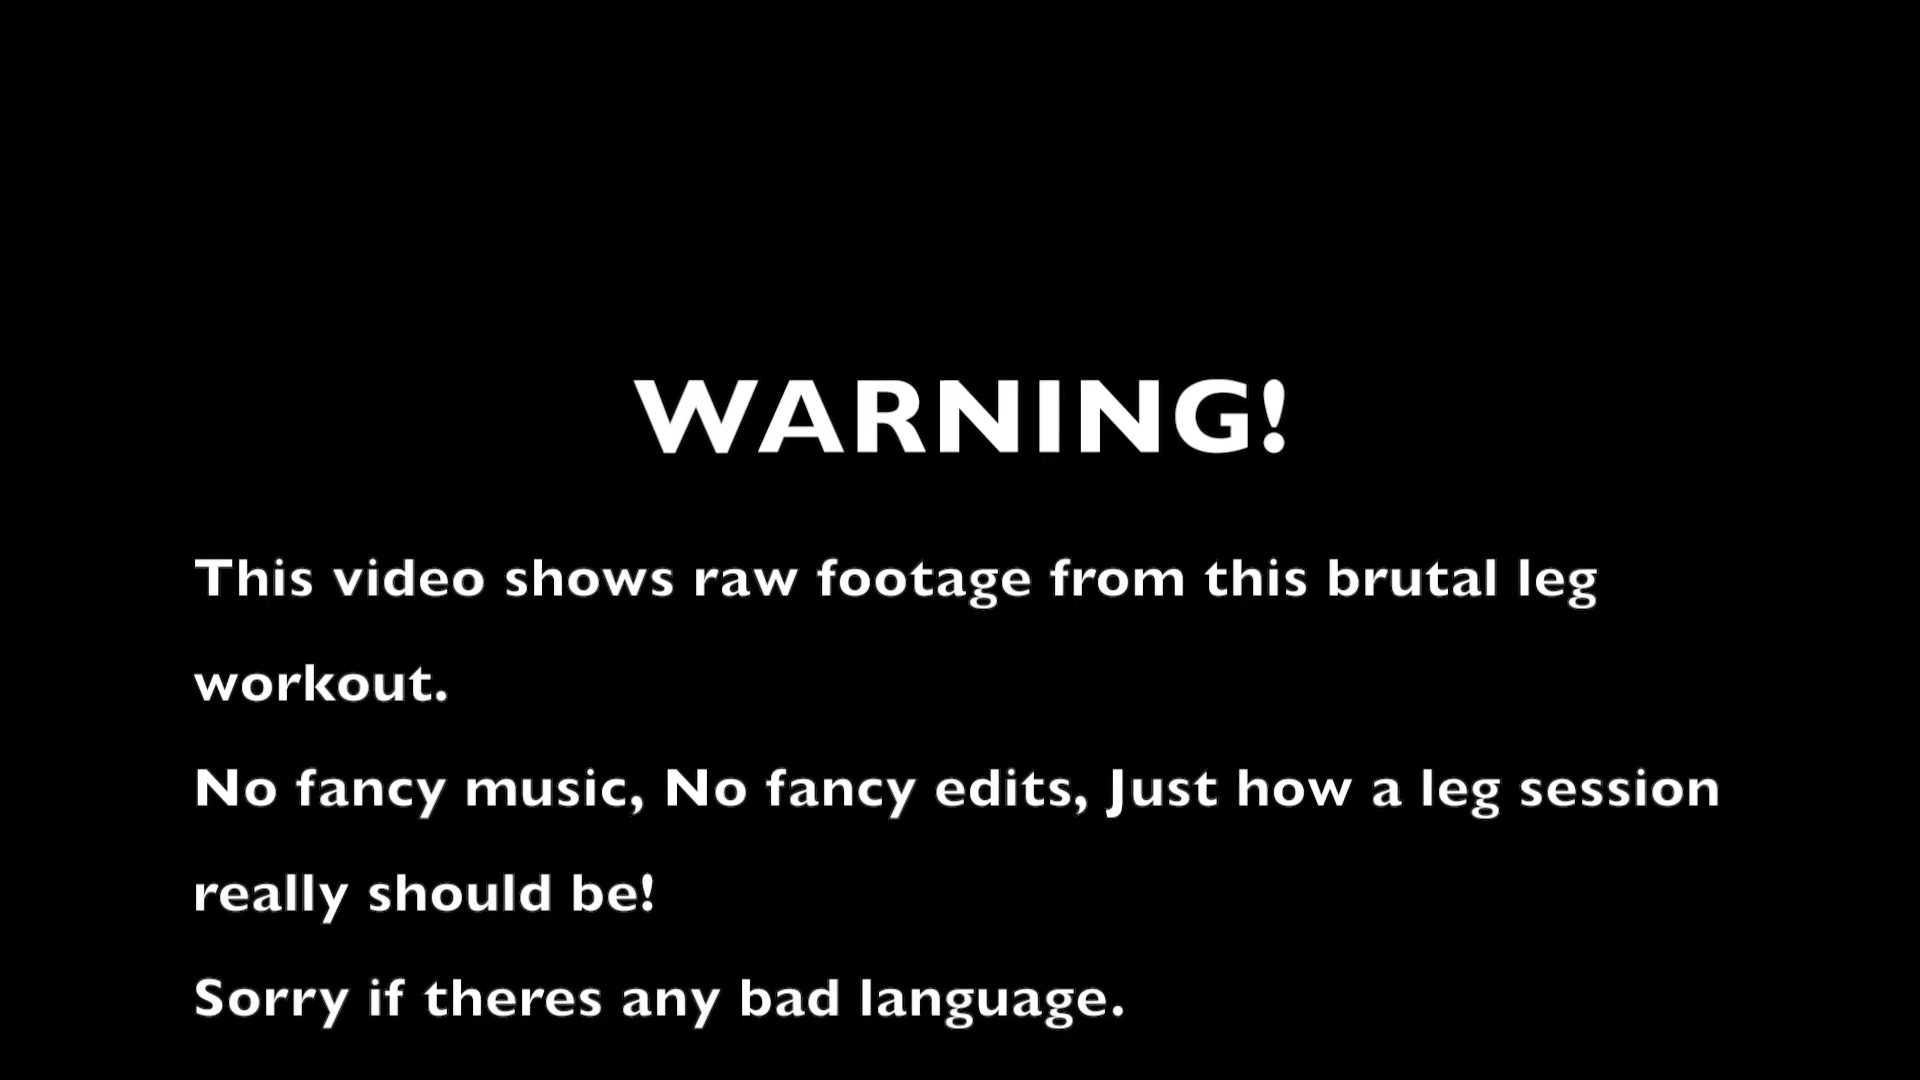 WARNING!
This video shows raw footage from this brutal leg
workout.
No fancy music, No fancy edits, Just how a leg session
really should be!
Sorry if theres any bad language.